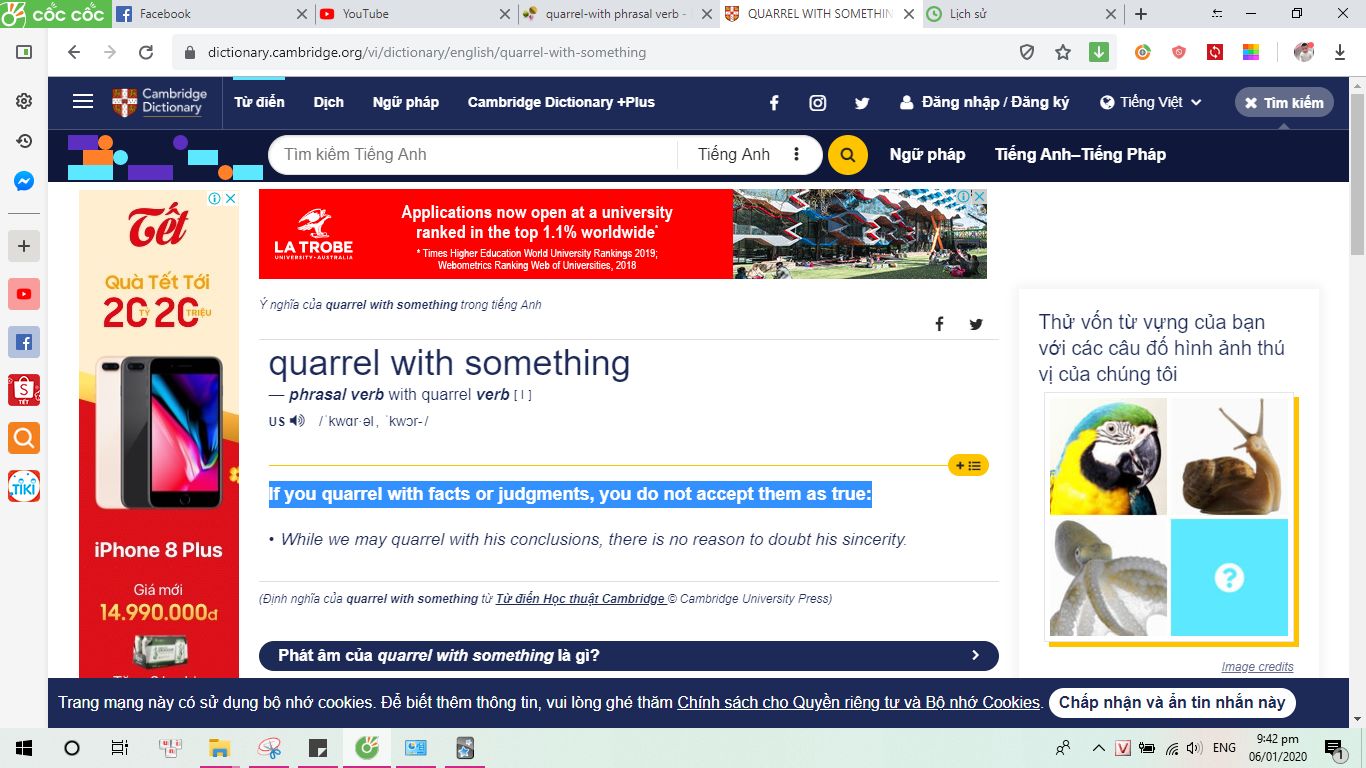 cốc cốc
Facebook
YouTube
quarrel-with phrasal verb -
QUARREL WITH SOMETHIN
Lịch sử
dictionary.cambridge.org/vi/dictionary/english/quarrel-with-something
Cambridge
Dictionary
Từ điển
Dịch
Ngữ pháp
Cambridge Dictionary +Plus
Đăng nhập / Đăng ký
Tiếng Việt
Tìm kiếm
Tìm kiếm Tiếng Anh
Tiếng Anh
Ngữ pháp
Tiếng Anh–Tiếng Pháp
Tết
Quà Tết Tới
20 TỶ 20 TRIỆU
iPhone 8 Plus
Giá mới
14.990.000đ
LA TROBE
UNIVERSITY • AUSTRALIA
Applications now open at a university
ranked in the top 1.1% worldwide*
* Times Higher Education World University Rankings 2019;
Webometrics Ranking Web of Universities, 2018
Ý nghĩa của quarrel with something trong tiếng Anh
quarrel with something
— phrasal verb with quarrel verb [ I ]
US /ˈkwɑr·əl, ˈkwɔr-/
If you quarrel with facts or judgments, you do not accept them as true:
• While we may quarrel with his conclusions, there is no reason to doubt his sincerity.
(Định nghĩa của quarrel with something từ Từ điển Học thuật Cambridge © Cambridge University Press)
Phát âm của quarrel with something là gì?
Thử vốn từ vựng của bạn
với các câu đố hình ảnh thú
vị của chúng tôi
?
Image credits
Trang mạng này có sử dụng bộ nhớ cookies. Để biết thêm thông tin, vui lòng ghé thăm Chính sách cho Quyền riêng tư và Bộ nhớ Cookies.
Chấp nhận và ẩn tin nhắn này
TẾT
TIKI
V
ENG
9:42 pm
06/01/2020
1